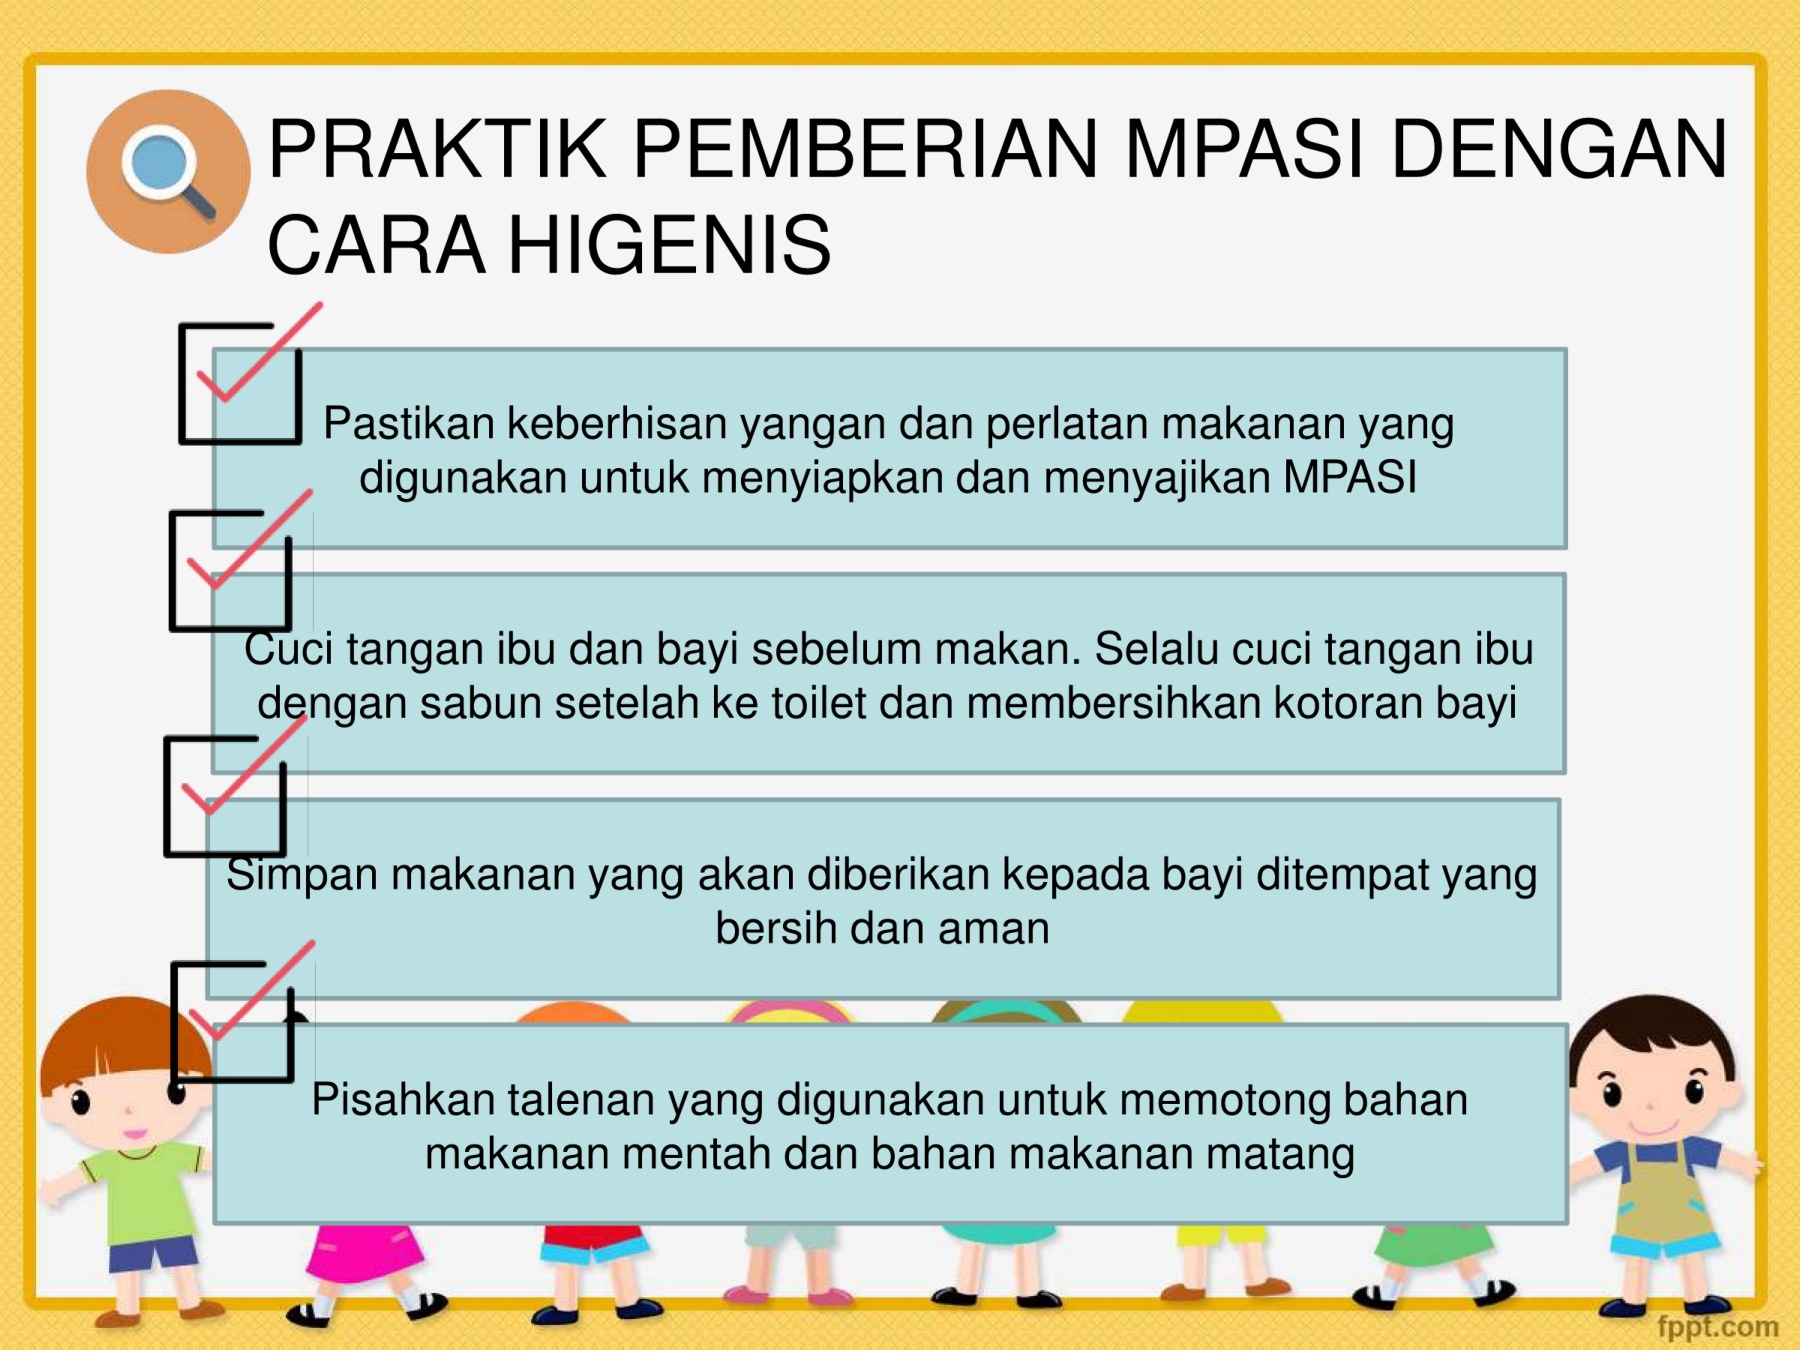 PRAKTIK PEMBERIAN MPASI DENGAN
CARA HIGENIS
Pastikan keberhisan yangan dan perlatan makanan yang
digunakan untuk menyiapkan dan menyajikan MPASI
Cuci tangan ibu dan bayi sebelum makan. Selalu cuci tangan ibu
dengan sabun setelah ke toilet dan membersihkan kotoran bayi
Simpan makanan yang akan diberikan kepada bayi ditempat yang
bersih dan aman
Pisahkan talenan yang digunakan untuk memotong bahan
makanan mentah dan bahan makanan matang
fppt.com